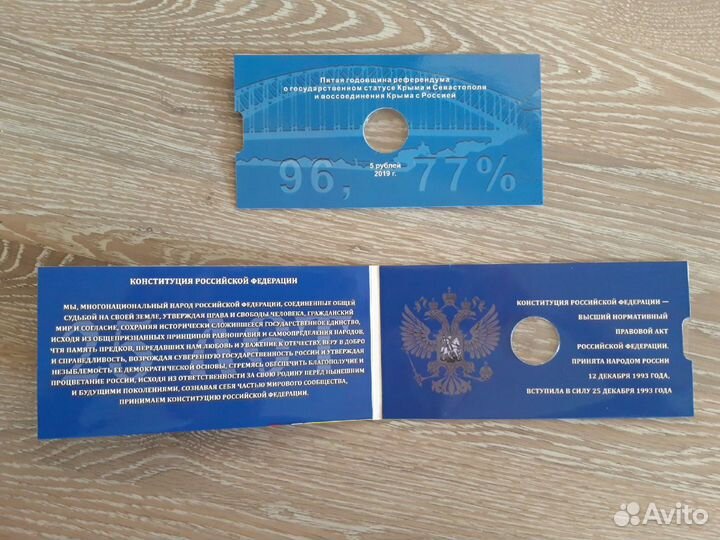 Питая годовщина референдума
о государственном статусе Крыма и Севастополи
и воссоединения Крыма с Россией
5 рублей
2019 г.
96, 77%
КОНСТИТУЦИЯ РОССИЙСКОЙ ФЕДЕРАЦИИ
МЫ, МНОГОНАЦИОНАЛЬНЫЙ НАРОД РОССИЙСКОЙ ФЕДЕРАЦИИ, СОЕДИНЕННЫЕ ОБЩЕЙ
СУДЬБОЙ НА СВОЕЙ ЗЕМЛЕ, УТВЕРЖДАЯ ПРАВА И СВОБОДЫ ЧЕЛОВЕКА, ГРАЖДАНСКИЙ
МИР И СОГЛАСИЕ, СОХРАНЯЯ ИСТОРИЧЕСКИ СЛОЖИВШЕЕСЯ ГОСУДАРСТВЕННОЕ ЕДИНСТВО,
ИСХОДЯ ИЗ ОБЩЕПРИЗНАННЫХ ПРИНЦИПОВ РАВНОПРАВИЯ И САМООПРЕДЕЛЕНИЯ НАРОДОВ,
ЧТЯ ПАМЯТЬ ПРЕДКОВ, ПЕРЕДАВШИХ НАМ ЛЮБОВЬ И УВАЖЕНИЕ К ОТЕЧЕСТВУ, ВЕРУ В ДОБРО
И СПРАВЕДЛИВОСТЬ, ВОЗРОЖДАЯ СУВЕРЕННУЮ ГОСУДАРСТВЕННОСТЬ РОССИИ И УТВЕРЖДАЯ
НЕЗЫБЛЕМОСТЬ ЕЕ ДЕМОКРАТИЧЕСКОЙ ОСНОВЫ, СТРЕМЯСЬ ОБЕСПЕЧИТЬ БЛАГОПОЛУЧИЕ И
ПРОЦВЕТАНИЕ РОССИИ, ИСХОДЯ ИЗ ОТВЕТСТВЕННОСТИ ЗА СВОЮ РОДИНУ ПЕРЕД НЫНЕШНИМ
И БУДУЩИМИ ПОКОЛЕНИЯМИ, СОЗНАВАЯ СЕБЯ ЧАСТЬЮ МИРОВОГО СООБЩЕСТВА,
ПРИНИМАЕМ КОНСТИТУЦИЮ РОССИЙСКОЙ ФЕДЕРАЦИИ.
КОНСТИТУЦИЯ РОССИЙСКОЙ ФЕДЕРАЦИИ —
ВЫСШИЙ НОРМАТИВНЫЙ
ПРАВОВОЙ АКТ
РОССИЙСКОЙ ФЕДЕРАЦИИ.
ПРИНЯТА НАРОДОМ РОССИИ
12 ДЕКАБРЯ 1993 ГОДА,
ВСТУПИЛА В СИЛУ 25 ДЕКАБРЯ 1993 ГОДА
Avito